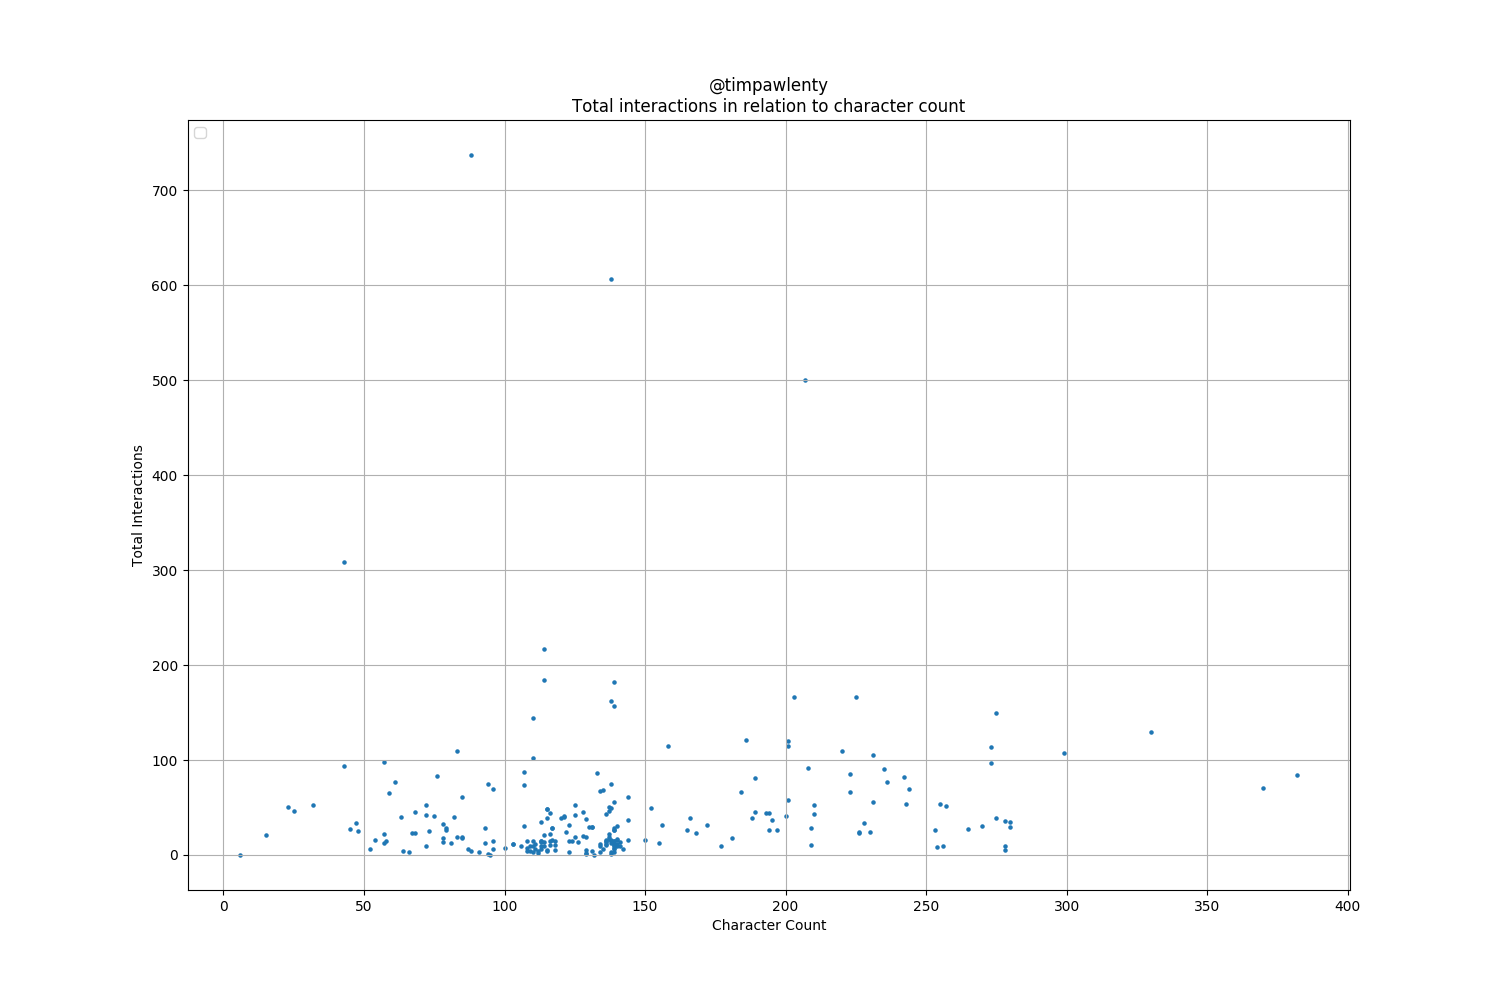 @timpawlenty
Total interactions in relation to character count
700
600
500
400
300
200
100
0
Total Interactions
0 50 100 150 200 250 300 350 400
Character Count